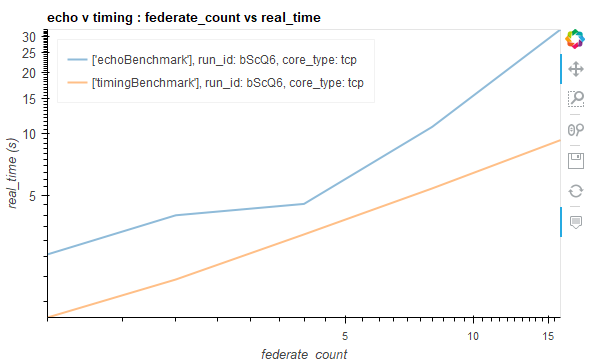 echo v timing : federate_count vs real_time
['echoBenchmark'], run_id: bScQ6, core_type: tcp
['timingBenchmark'], run_id: bScQ6, core_type: tcp
real_time (s)
30
25
20
15
10
5
5
10
15
federate_count